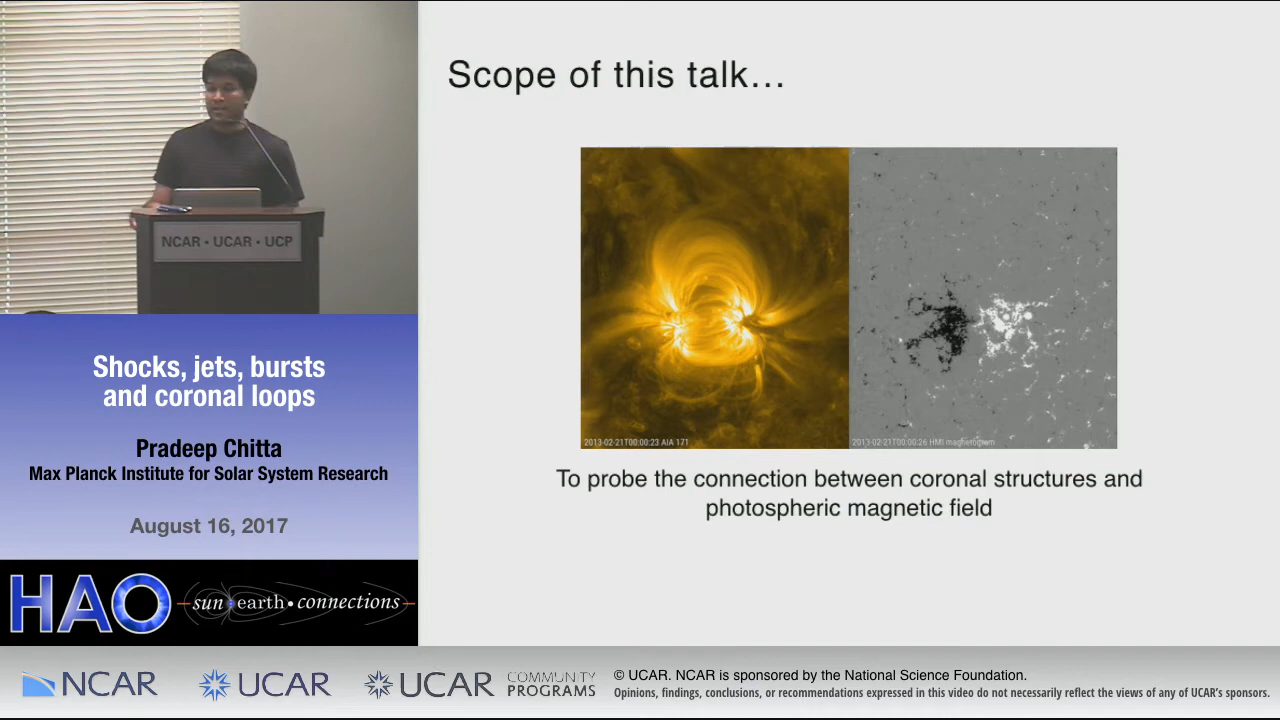 Scope of this talk...
NCAR • UCAR • UCP
2013-02-21T00:00:23 AIA 171
2013-02-21T00:00:26 HMI magnetogram
To probe the connection between coronal structures and
photospheric magnetic field
Shocks, jets, bursts
and coronal loops
Pradeep Chitta
Max Planck Institute for Solar System Research
August 16, 2017
HAO
sun•earth•connections
NCAR
UCAR
UCAR
COMMUNITY
PROGRAMS
© UCAR. NCAR is sponsored by the National Science Foundation.
Opinions, findings, conclusions, or recommendations expressed in this video do not necessarily reflect the views of any of UCAR's sponsors.